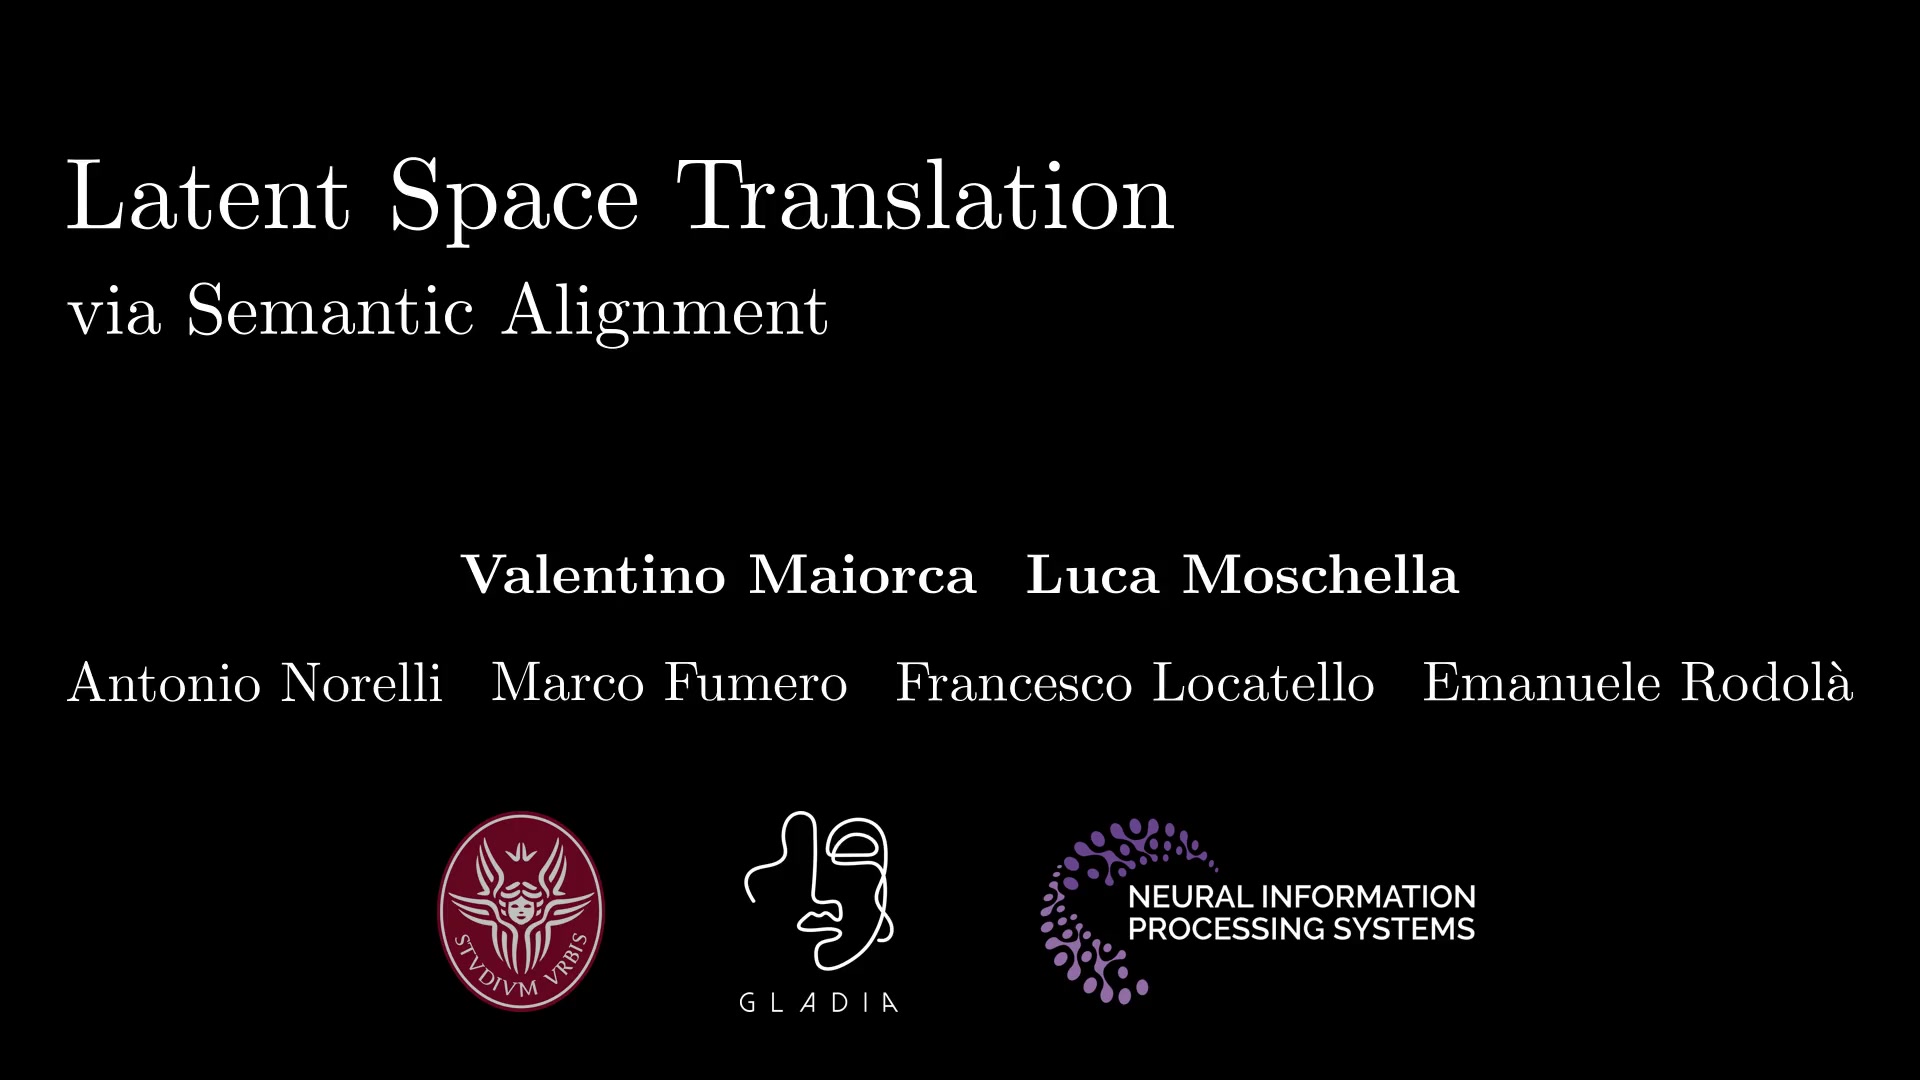 Latent Space Translation
via Semantic Alignment
Valentino Maiorca Luca Moschella
Antonio Norelli Marco Fumero Francesco Locatello Emanuele Rodolà
STVDIVM VRBIS
GLADIA
NEURAL INFORMATION
PROCESSING SYSTEMS